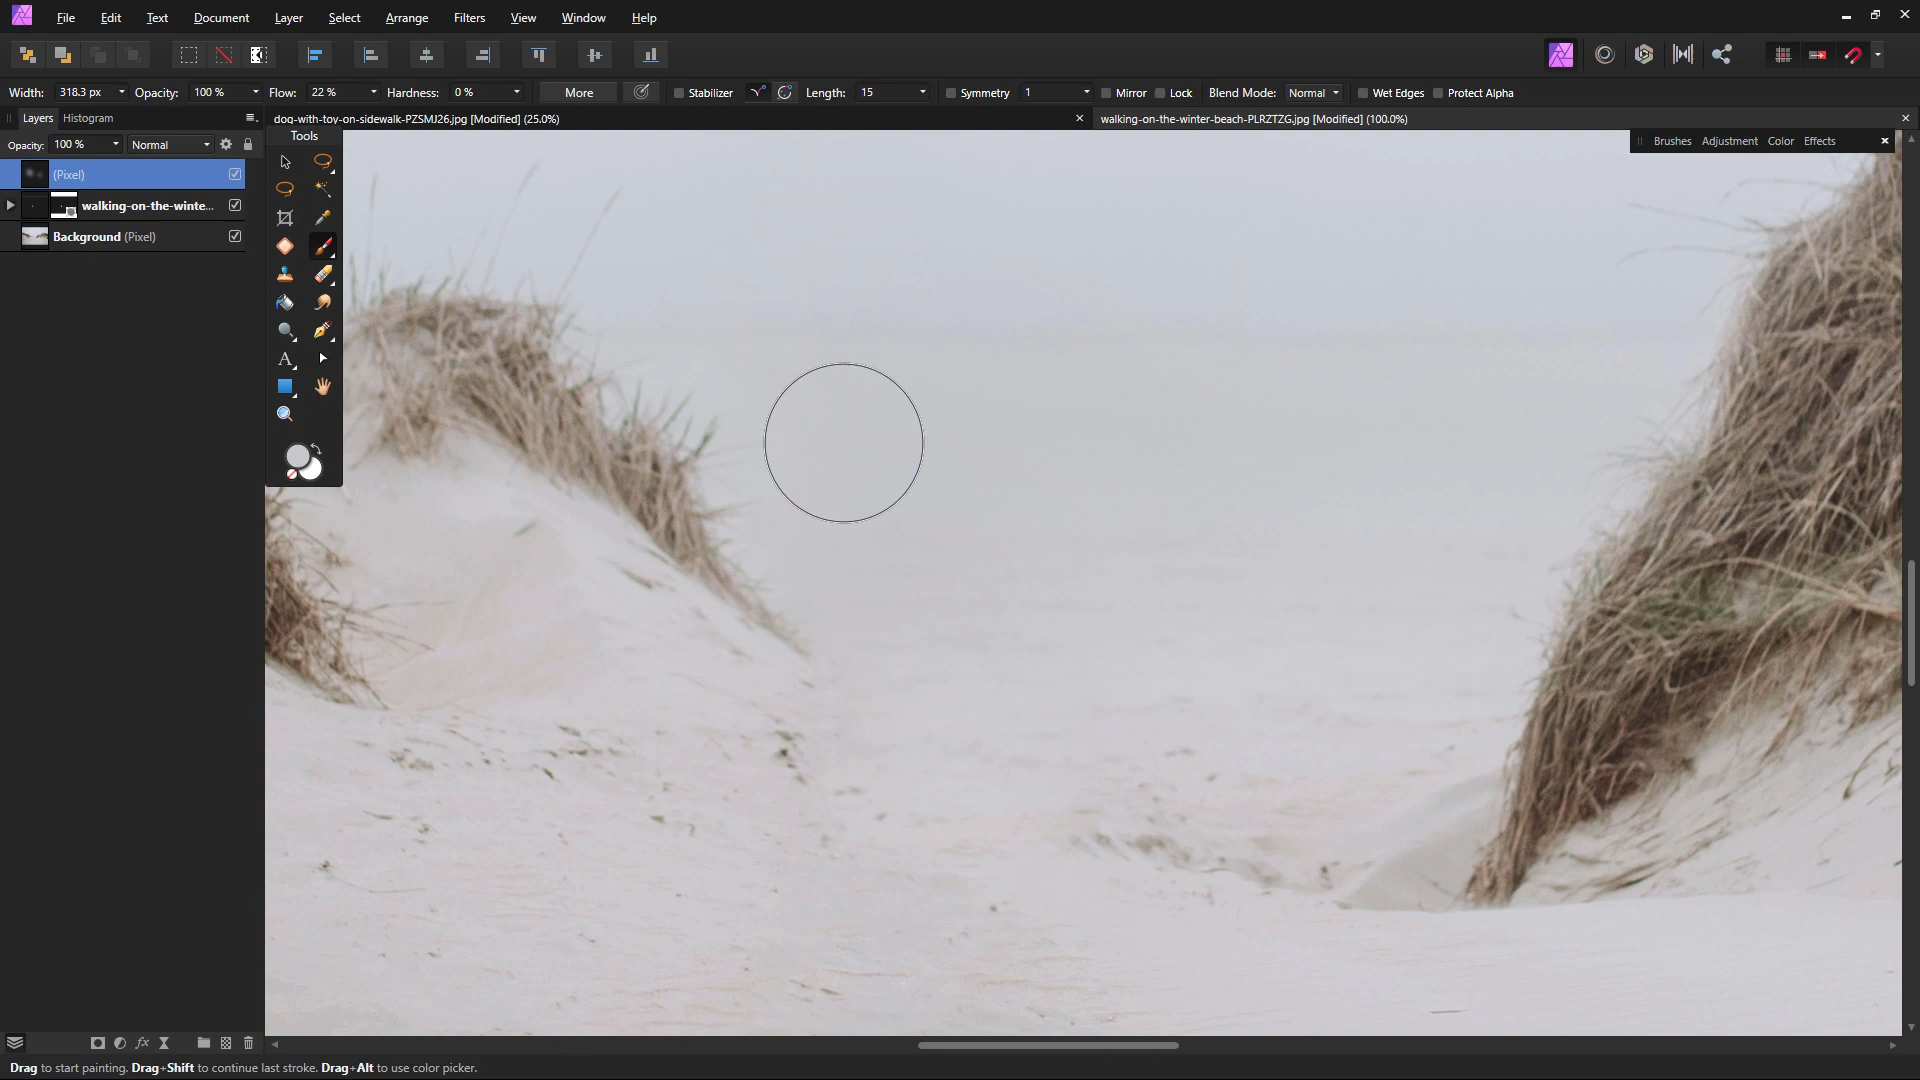 File Edit Text Document Layer Select Arrange Filters View Window Help
Width: 318.3 px Opacity: 100 % Flow: 22 % Hardness: 0 % More Stabilizer Length: 15 Symmetry 1 Mirror Lock Blend Mode: Normal Wet Edges Protect Alpha
Layers Histogram
dog-with-toy-on-sidewalk-PZSMJ26.jpg [Modified] (25.0%)
walking-on-the-winter-beach-PLRZTZG.jpg [Modified] (100.0%)
Tools
Brushes Adjustment Color Effects
Opacity: 100 % Normal
(Pixel)
walking-on-the-winte...
Background (Pixel)
Drag to start painting. Drag+Shift to continue last stroke. Drag+Alt to use color picker.